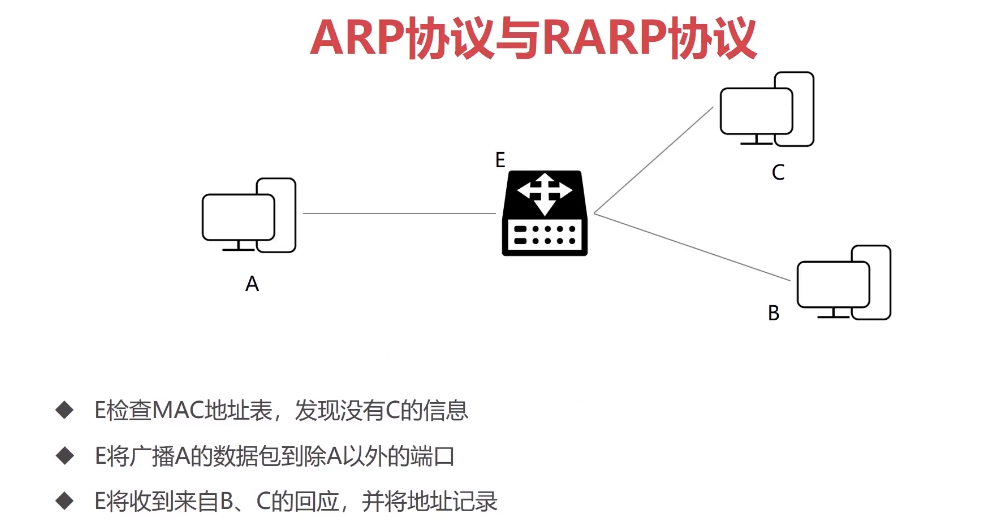 ARP协议与RARP协议
E
C
A
B
E检查MAC地址表，发现没有C的信息
E将广播A的数据包到除A以外的端口
E将收到来自B、C的回应，并将地址记录